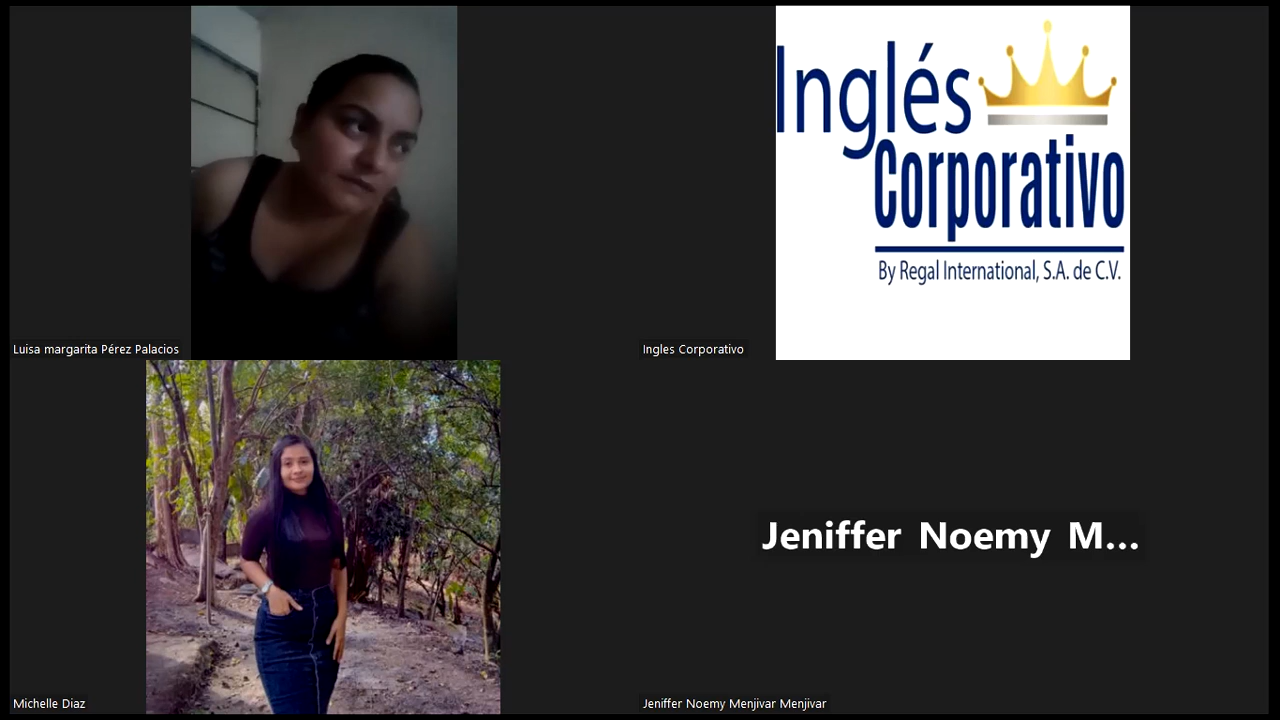 Inglés
Corporativo
By Regal International, S.A. de C.V.
Luisa margarita Pérez Palacios
Ingles Corporativo
Jeniffer Noemy M...
Michelle Diaz
Jeniffer Noemy Menjivar Menjivar